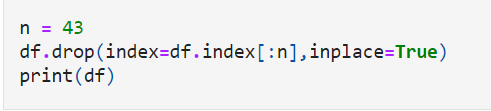 n = 43
df.drop(index=df.index[:n],inplace=True)
print(df)